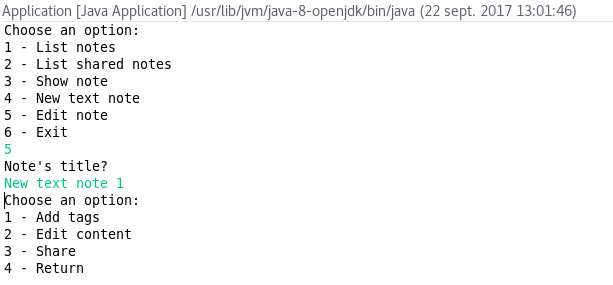 Application [Java Application] /usr/lib/jvm/java-8-openjdk/bin/java (22 sept. 2017 13:01:46)
Choose an option:
1 - List notes
2 - List shared notes
3 - Show note
4 - New text note
5 - Edit note
6 - Exit
5
Note's title?
New text note 1
Choose an option:
1 - Add tags
2 - Edit content
3 - Share
4 - Return